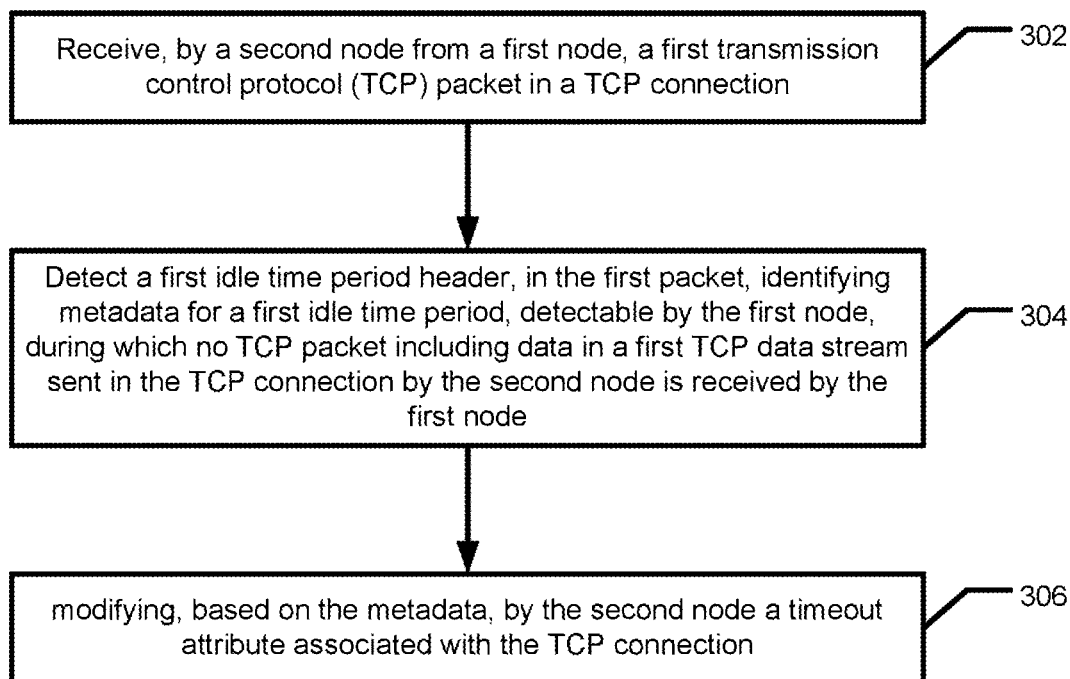 Receive, by a second node from a first node, a first transmission
control protocol (TCP) packet in a TCP connection
302
Detect a first idle time period header, in the first packet, identifying
metadata for a first idle time period, detectable by the first node,
during which no TCP packet including data in a first TCP data stream
sent in the TCP connection by the second node is received by the
first node
304
modifying, based on the metadata, by the second node a timeout
attribute associated with the TCP connection
306